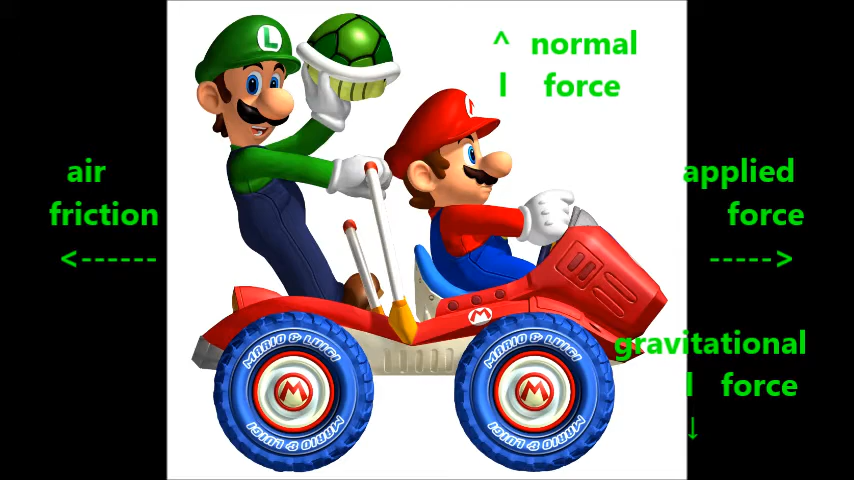 L
M
^ normal
l force
air
friction
<------
applied
force
----->
gravitational
l force
↓
M
MARIO & LUIGI
MARIO & LUIGI
M
MARIO & LUIGI
MARIO & LUIGI
M